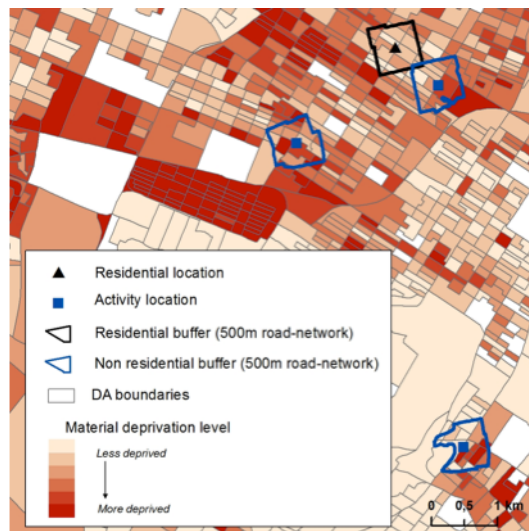 Residential location
Activity location
Residential buffer (500m road-network)
Non residential buffer (500m road-network)
DA boundaries
Material deprivation level
Less deprived
More deprived
0 0,5 1 km